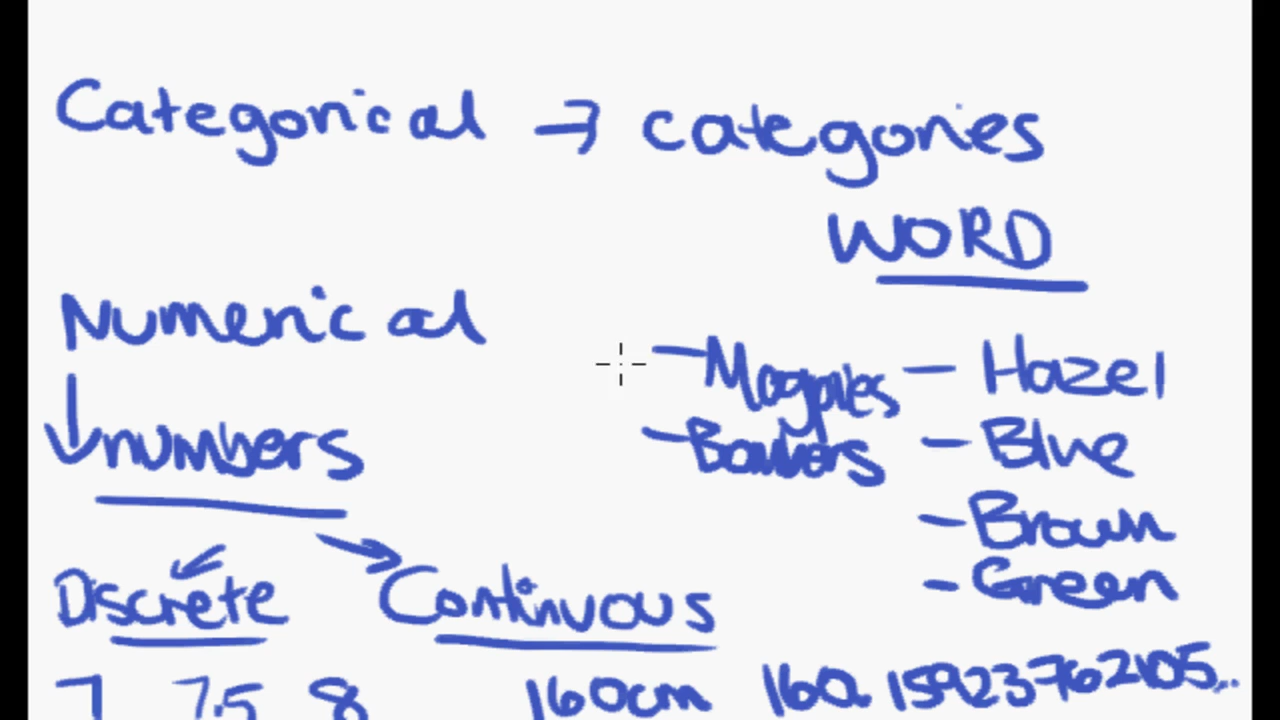 Categorical → categories
WORD
Numerical
↓ numbers
- Magpies - Hazel
- Bombers - Blue
- Brown
- Green
Discrete Continuous
7 7.5 8 160cm 160.15923762105...